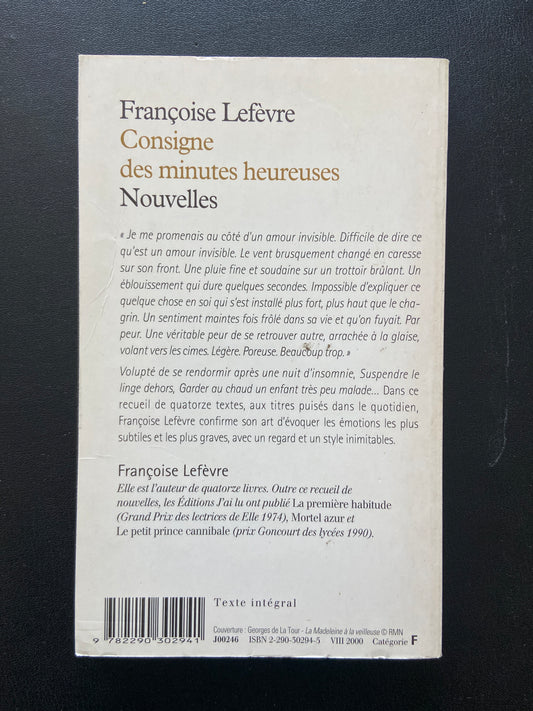 Françoise Lefèvre
Consigne
des minutes heureuses
Nouvelles
« Je me promenais au côté d'un amour invisible. Difficile de dire ce
qu'est un amour invisible. Le vent brusquement changé en caresse
sur son front. Une pluie fine et soudaine sur un trottoir brûlant. Un
éblouissement qui dure quelques secondes. Impossible d'expliquer ce
quelque chose en soi qui s'est installé plus fort, plus haut que le cha-
grin. Un sentiment maintes fois frôlé dans sa vie et qu'on fuyait. Par
peur. Une véritable peur de se retrouver autre, arrachée à la glaise,
volant vers les cimes. Légère. Poreuse. Beaucoup trop. »
Volupté de se rendormir après une nuit d'insomnie, Suspendre le
linge dehors, Garder au chaud un enfant très peu malade... Dans ce
recueil de quatorze textes, aux titres puisés dans le quotidien,
Françoise Lefèvre confirme son art d'évoquer les émotions les plus
subtiles et les plus graves, avec un regard et un style inimitables.
Françoise Lefèvre
Elle est l'auteur de quatorze livres. Outre ce recueil de
nouvelles, les Éditions J'ai lu ont publié La première habitude
(Grand Prix des lectrices de Elle 1974), Mortel azur et
Le petit prince cannibale (prix Goncourt des lycées 1990).
Texte intégral
Couverture : Georges de La Tour - La Madeleine à la veilleuse © RMN
9 782290 302941
J00246 ISBN 2-290-30294-5 VIII 2000 Catégorie F